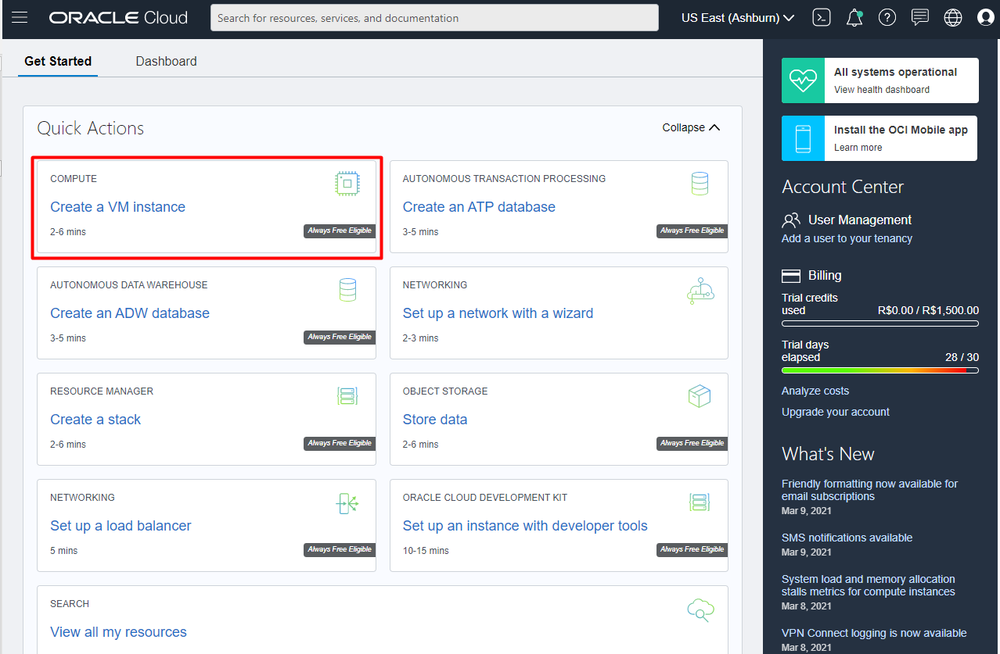 ORACLE Cloud
Search for resources, services, and documentation
US East (Ashburn)
Get Started
Dashboard
Quick Actions
Collapse
COMPUTE
Create a VM instance
2-6 mins
Always Free Eligible
AUTONOMOUS TRANSACTION PROCESSING
Create an ATP database
3-5 mins
Always Free Eligible
AUTONOMOUS DATA WAREHOUSE
Create an ADW database
3-5 mins
Always Free Eligible
NETWORKING
Set up a network with a wizard
2-3 mins
RESOURCE MANAGER
Create a stack
2-6 mins
Always Free Eligible
OBJECT STORAGE
Store data
2-6 mins
Always Free Eligible
NETWORKING
Set up a load balancer
5 mins
Always Free Eligible
ORACLE CLOUD DEVELOPMENT KIT
Set up an instance with developer tools
10-15 mins
Always Free Eligible
SEARCH
View all my resources
All systems operational
View health dashboard
Install the OCI Mobile app
Learn more
Account Center
User Management
Add a user to your tenancy
Billing
Trial credits
used R$0.00 / R$1,500.00
Trial days
elapsed 28 / 30
Analyze costs
Upgrade your account
What's New
Friendly formatting now available for
email subscriptions
Mar 9, 2021
SMS notifications available
Mar 9, 2021
System load and memory allocation
stalls metrics for compute instances
Mar 8, 2021
VPN Connect logging is now available
Mar 8, 2021